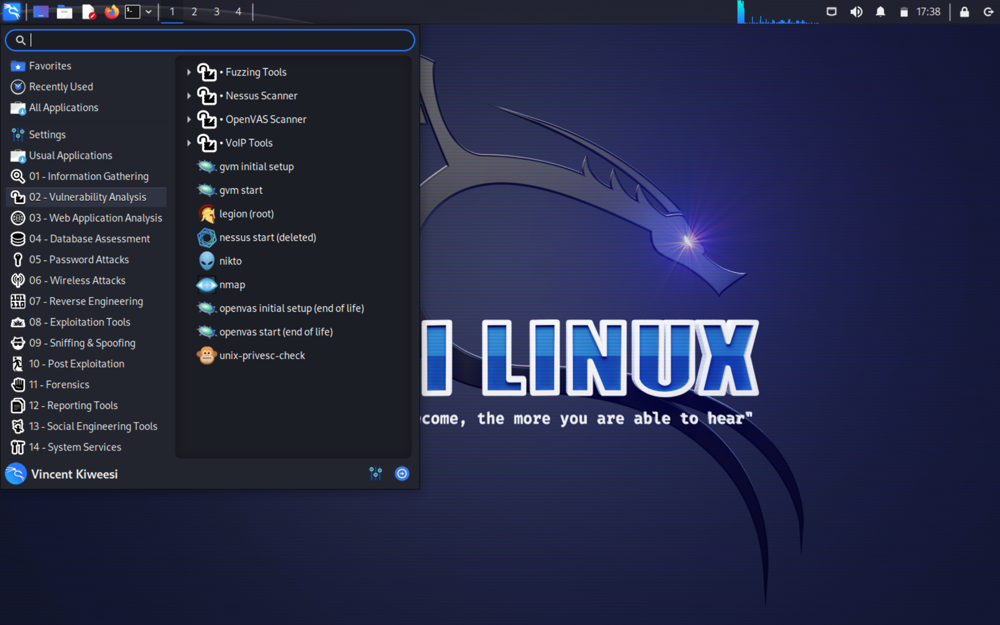 1 2 3 4
17:38
Favorites
Recently Used
All Applications
Settings
Usual Applications
01 - Information Gathering
02 - Vulnerability Analysis
03 - Web Application Analysis
04 - Database Assessment
05 - Password Attacks
06 - Wireless Attacks
07 - Reverse Engineering
08 - Exploitation Tools
09 - Sniffing & Spoofing
10 - Post Exploitation
11 - Forensics
12 - Reporting Tools
13 - Social Engineering Tools
14 - System Services
• Fuzzing Tools
• Nessus Scanner
• OpenVAS Scanner
• VoIP Tools
gvm initial setup
gvm start
legion (root)
nessus start (deleted)
nikto
nmap
openvas initial setup (end of life)
openvas start (end of life)
unix-privesc-check
Vincent Kiweesi
I LINUX
come, the more you are able to hear"